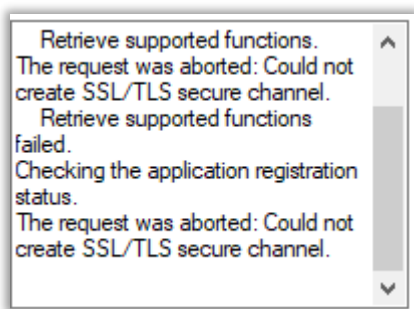 Retrieve supported functions.
The request was aborted: Could not
create SSL/TLS secure channel.
Retrieve supported functions
failed.
Checking the application registration
status.
The request was aborted: Could not
create SSL/TLS secure channel.